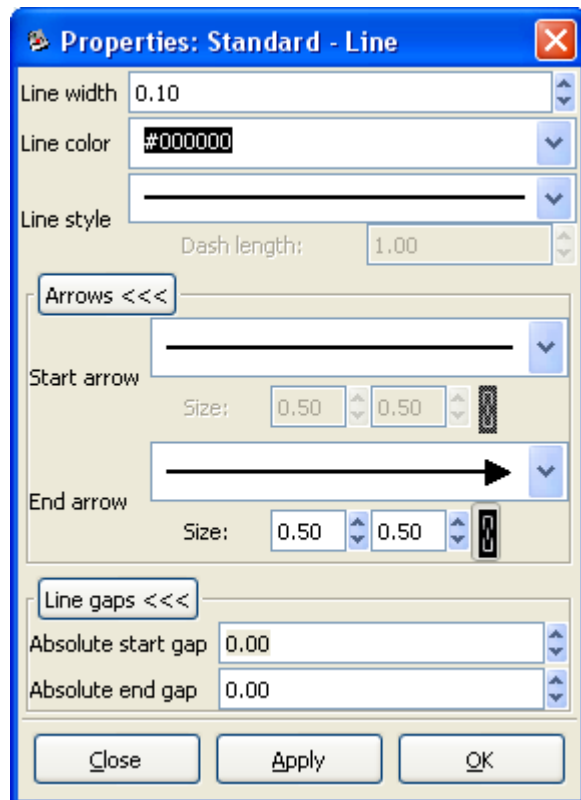 Properties: Standard - Line
Line width 0.10
Line color #000000
Line style
Dash length: 1.00
Arrows <<<
Start arrow
Size: 0.50 0.50
End arrow
Size: 0.50 0.50
Line gaps <<<
Absolute start gap 0.00
Absolute end gap 0.00
Close Apply OK